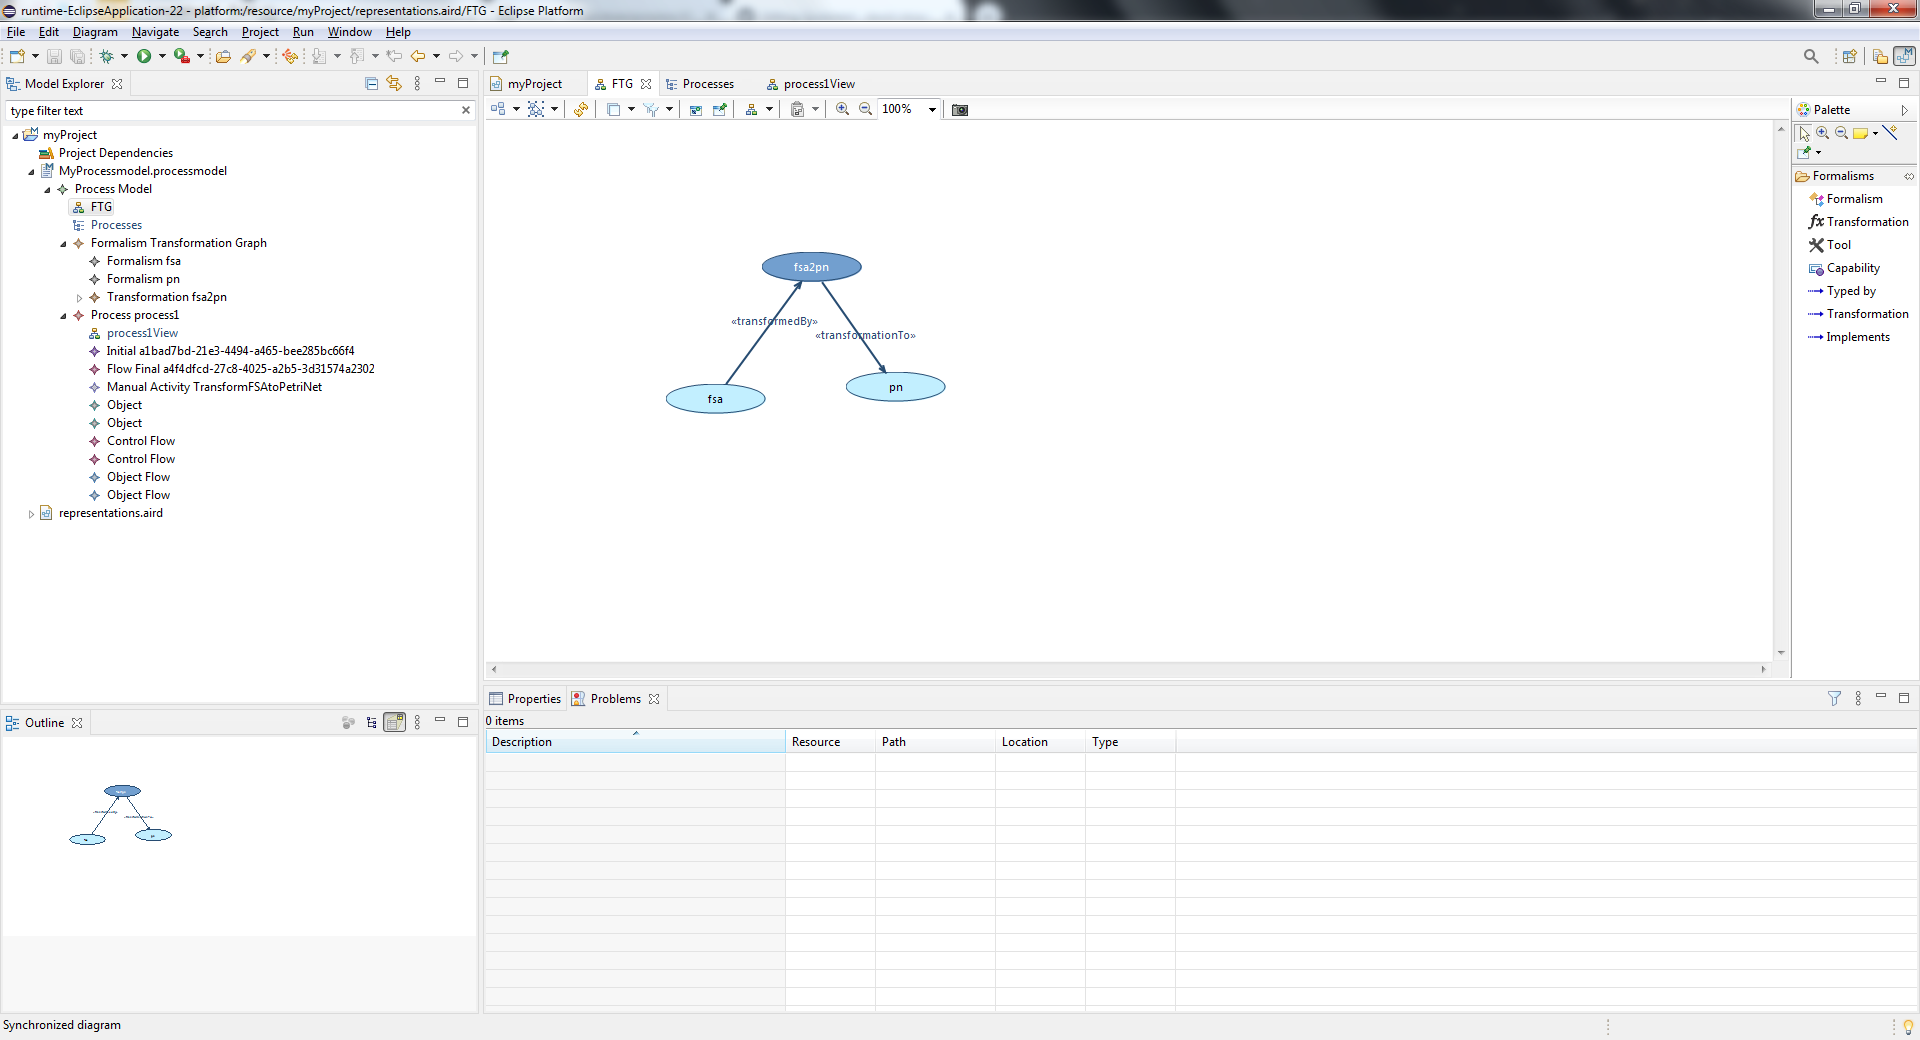 runtime-EclipseApplication-22 - platform:/resource/myProject/representations.aird/FTG - Eclipse Platform
File Edit Diagram Navigate Search Project Run Window Help
Model Explorer
type filter text
myProject
Project Dependencies
MyProcessmodel.processmodel
Process Model
FTG
Processes
Formalism Transformation Graph
Formalism fsa
Formalism pn
Transformation fsa2pn
Process process1
process1View
Initial a1bad7bd-21e3-4494-a465-bee285bc66f4
Flow Final a4f4dfcd-27c8-4025-a2b5-3d31574a2302
Manual Activity TransformFSAtoPetriNet
Object
Object
Control Flow
Control Flow
Object Flow
Object Flow
representations.aird
Outline
myProject FTG Processes process1View
100%
fsa2pn
«transformedBy»
«transformationTo»
fsa
pn
Palette
Formalisms
Formalism
fx Transformation
Tool
Capability
Typed by
Transformation
Implements
Properties Problems
0 items
Description Resource Path Location Type
Synchronized diagram